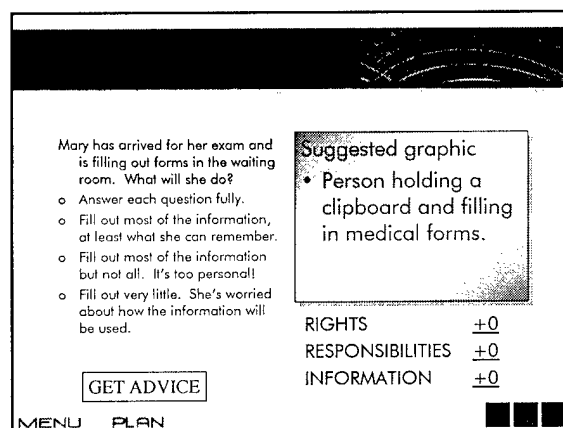 Mary has arrived for her exam and
is filling out forms in the waiting
room. What will she do?
o Answer each question fully.
o Fill out most of the information,
at least what she can remember.
o Fill out most of the information
but not all. It's too personal!
o Fill out very little. She's worried
about how the information will
be used.
GET ADVICE
MENU PLAN
Suggested graphic
• Person holding a
clipboard and filling
in medical forms.
RIGHTS +0
RESPONSIBILITIES +0
INFORMATION +0